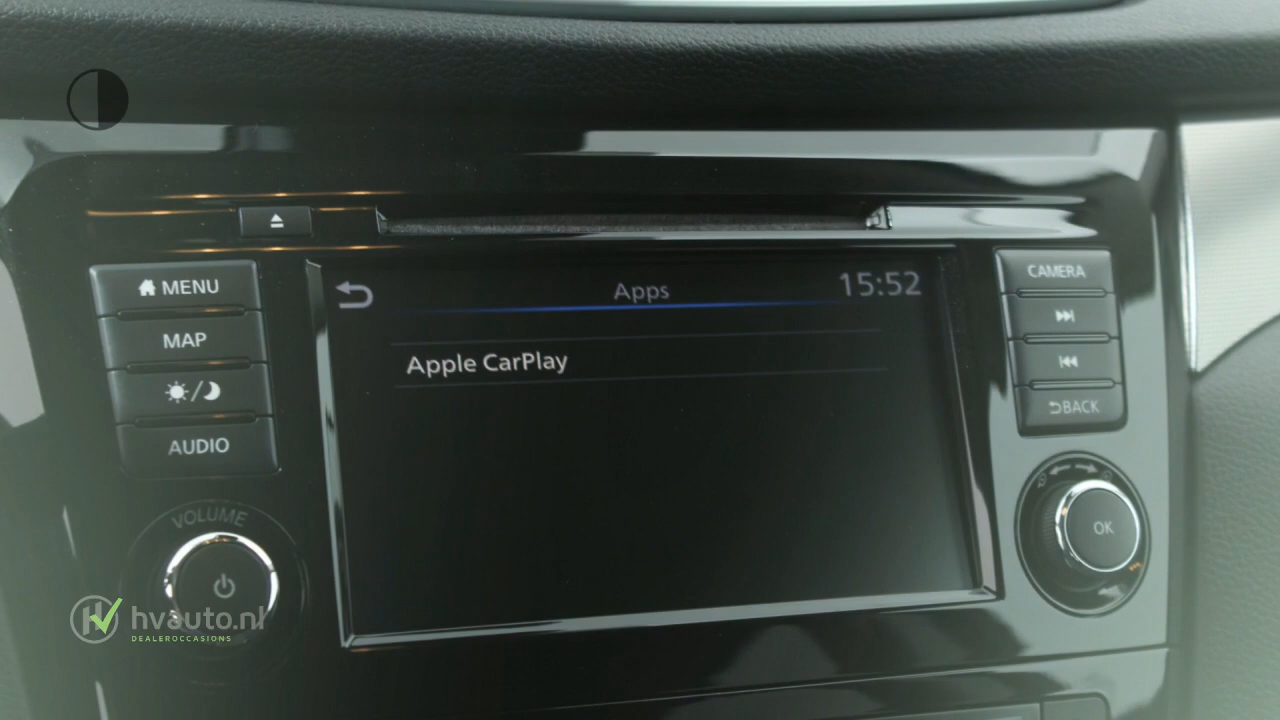 MENU
MAP
AUDIO
VOLUME
Apps
15:52
Apple CarPlay
CAMERA
BACK
OK
hvauto.nl
DEALEROCCASIONS